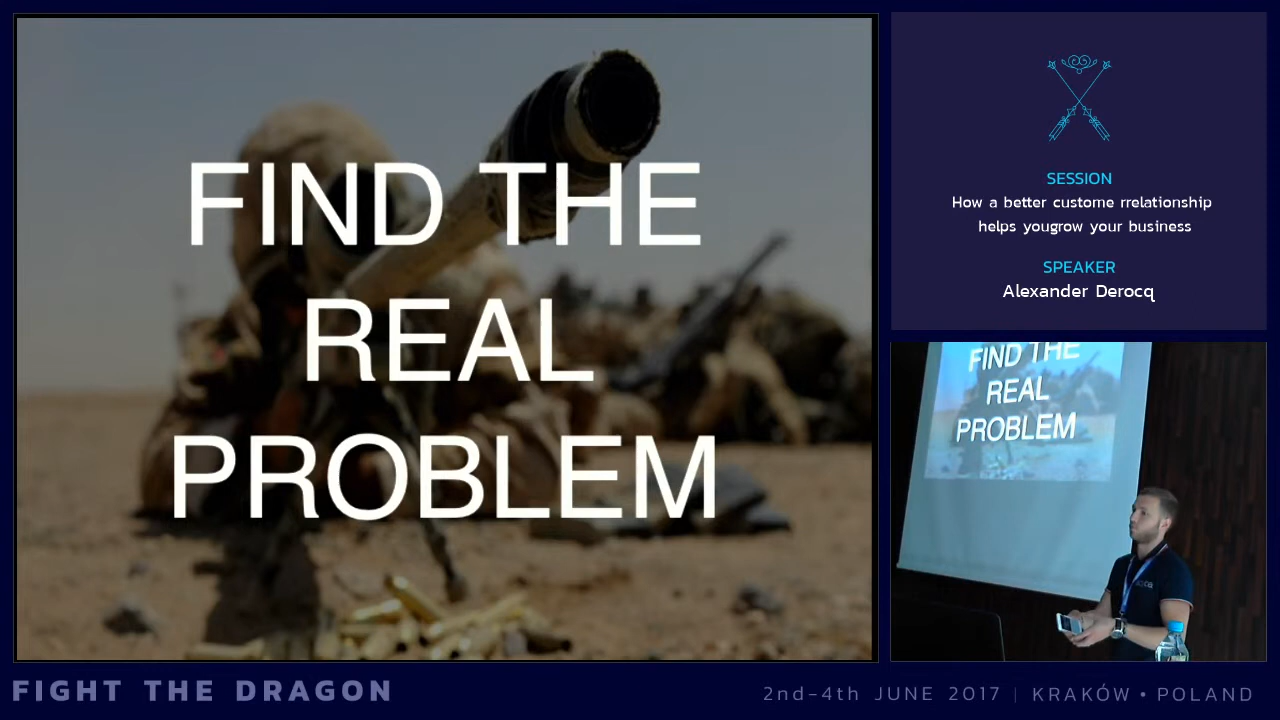 FIND THE
REAL
PROBLEM
SESSION
How a better custome rrelationship
helps yougrow your business
SPEAKER
Alexander Derocq
FIND THE
REAL
PROBLEM
FIGHT THE DRAGON
2nd-4th JUNE 2017 | KRAKÓW • POLAND